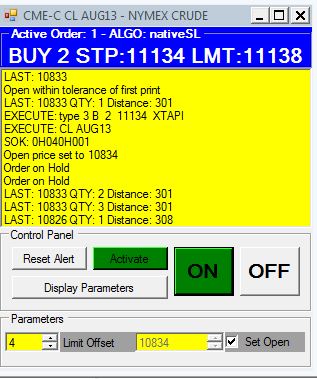 CME-C CL AUG13 - NYMEX CRUDE
Active Order: 1 - ALGO: nativeSL
BUY 2 STP:11134 LMT:11138
LAST: 10833
Open within tolerance of first print
LAST: 10833 QTY: 1 Distance: 301
EXECUTE: type 3 B 2 11134 XTAPI
EXECUTE: CL AUG13
SOK: 0H040H001
Open price set to 10834
Order on Hold
Order on Hold
LAST: 10833 QTY: 2 Distance: 301
LAST: 10833 QTY: 3 Distance: 301
LAST: 10826 QTY: 1 Distance: 308
Control Panel
Reset Alert
Activate
ON
OFF
Display Parameters
Parameters
4
Limit Offset
10834
Set Open